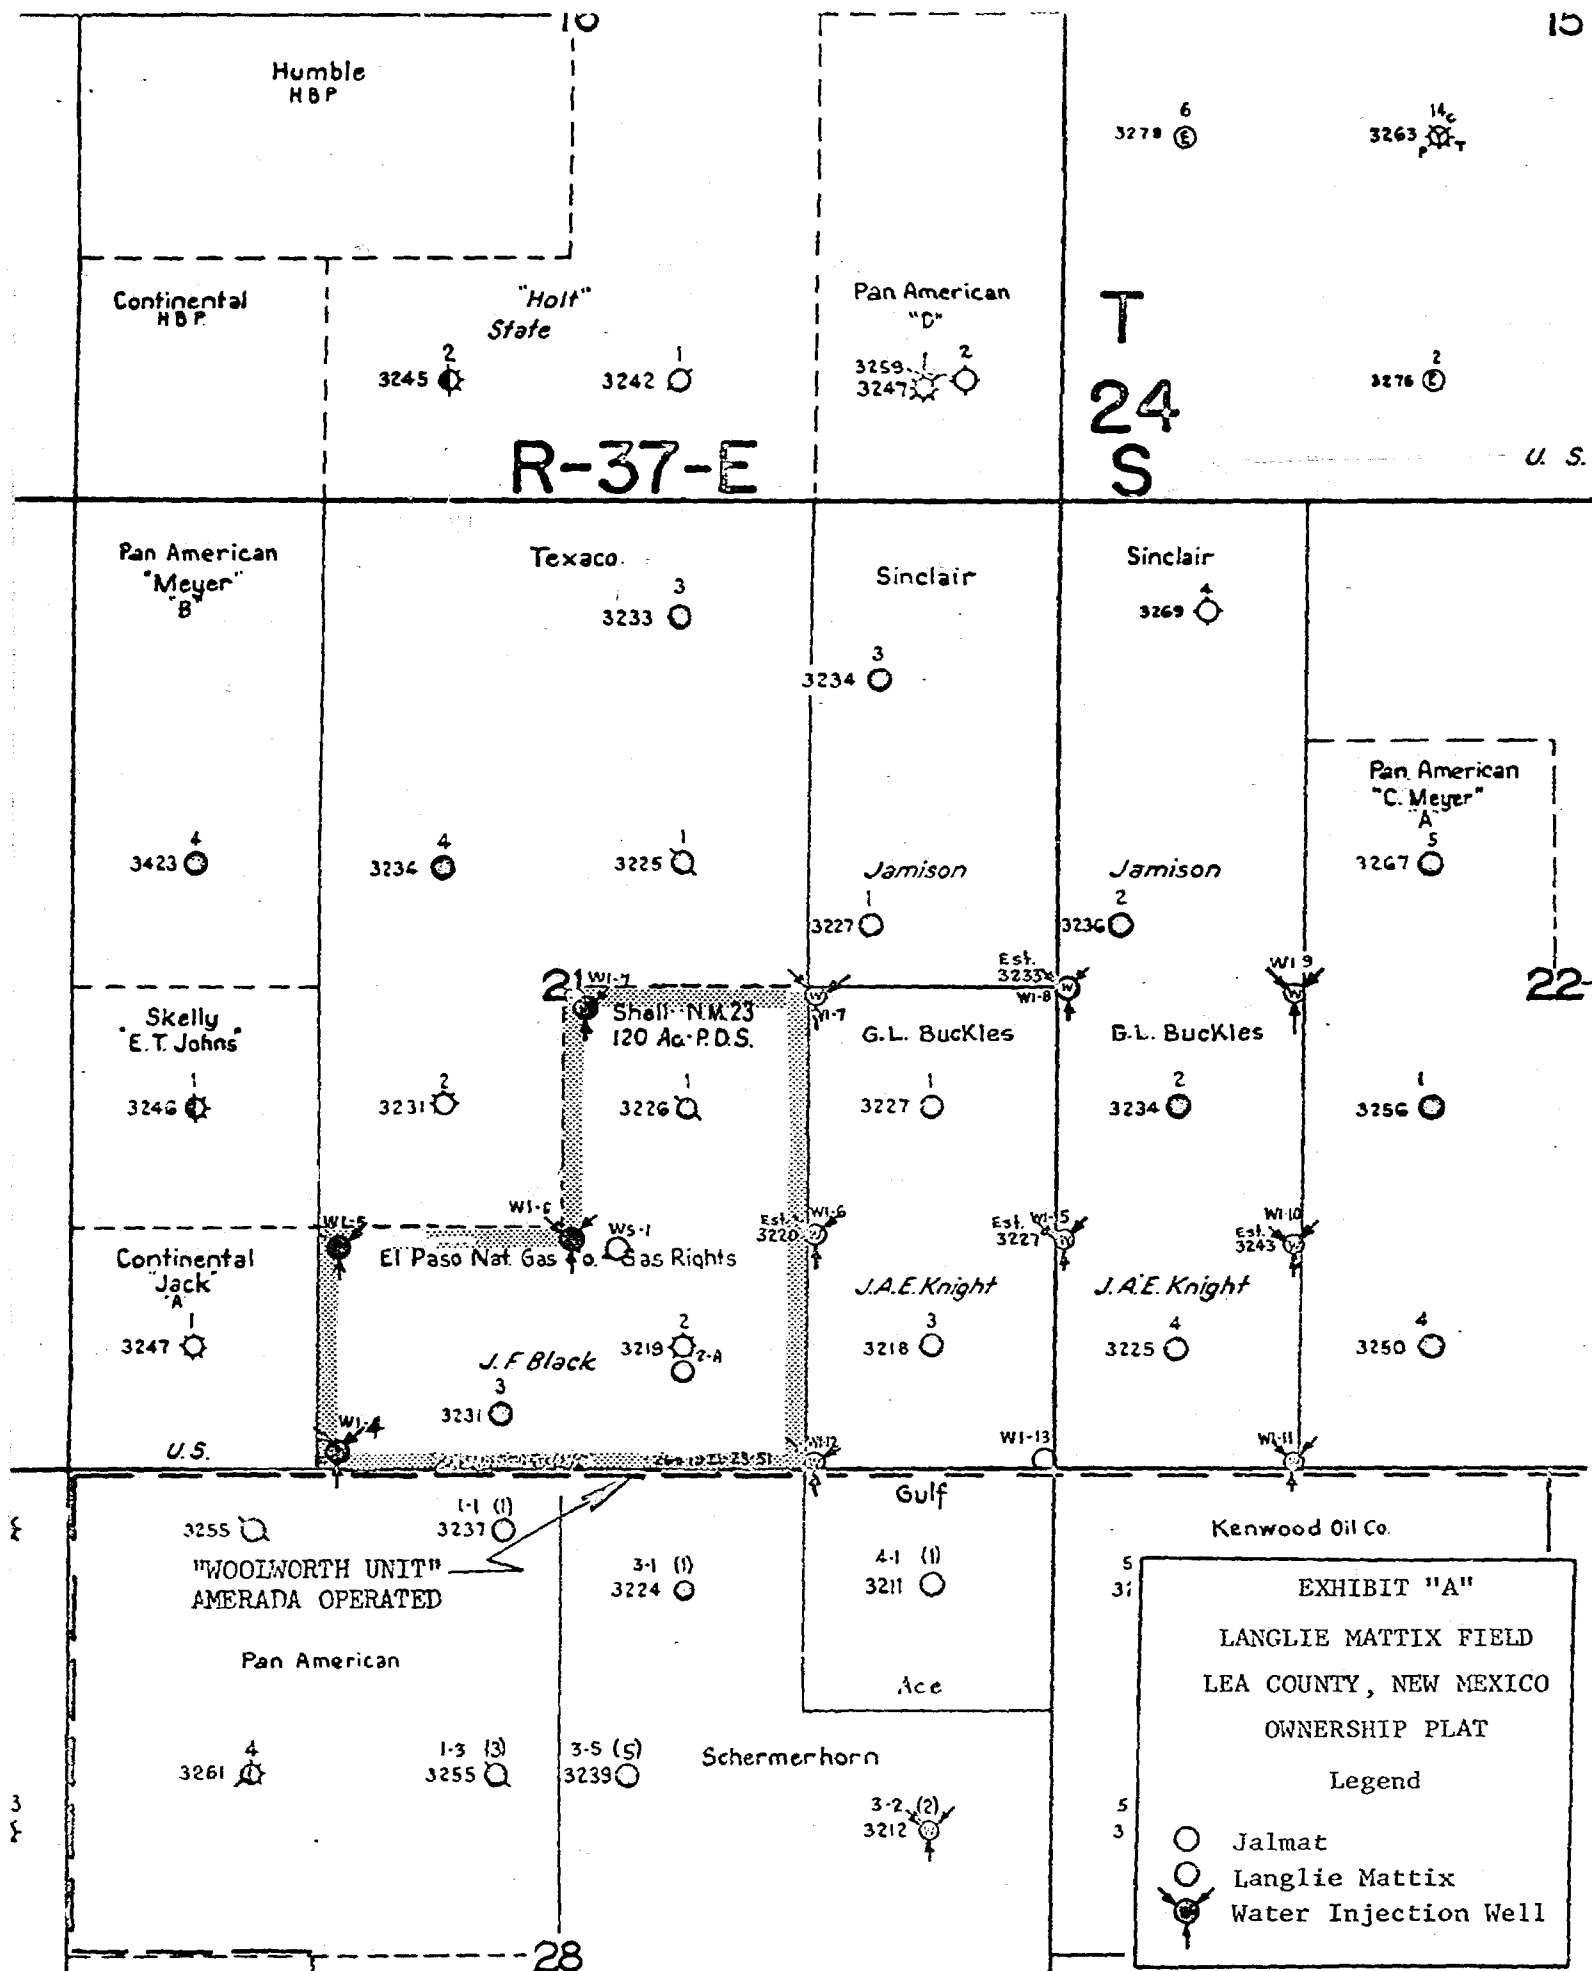 16
15
Humble
HBP
6
3278 E
14 C
3263
P T
Continental
HBP
"Holt"
State
2
3245
1
3242
Pan American
"D"
1
3259
3247
2
T
24
S
2
3276 E
R-37-E
U. S.
Pan American
"Meyer"
"B"
Texaco
3
3233
Sinclair
3
3234
Sinclair
4
3269
Pan American
"C. Meyer"
"A"
5
3267
4
3423
4
3234
1
3225
Jamison
1
3227
Jamison
2
3236
21
WI-7
Shell N.M.23
120 Ac-P.D.S.
W
WI-7
Est.
3233
WI-8
W
WI 9
W
22
Skelly
"E.T. Johns"
1
3246
2
3231
1
3226
G.L. Buckles
1
3227
G.L. Buckles
2
3234
1
3256
WI-5
WI-6
WS-1
El Paso Nat. Gas Co. - Gas Rights
Est.
3220
WI-6
W
Est.
3227
WI-15
W
WI-10
Est.
3243
W
Continental
"Jack"
"A"
1
3247
J.F Black
2
3219
2-A
3
3231
J.A.E. Knight
3
3218
J.A.E. Knight
4
3225
4
3250
U.S.
WI-4
WI-12
WI-13
WI-11
3255
1-1 (1)
3237
"WOOLWORTH UNIT"
AMERADA OPERATED
3-1 (1)
3224
Gulf
4-1 (1)
3211
Kenwood Oil Co.
5
Pan American
Ace
4
3261
1-3 (3)
3255
3-5 (5)
3239
Schermerhorn
3-2 (2)
3212
5
3
3
28
EXHIBIT "A"
LANGLIE MATTIX FIELD
LEA COUNTY, NEW MEXICO
OWNERSHIP PLAT
Legend
Jalmat
Langlie Mattix
Water Injection Well